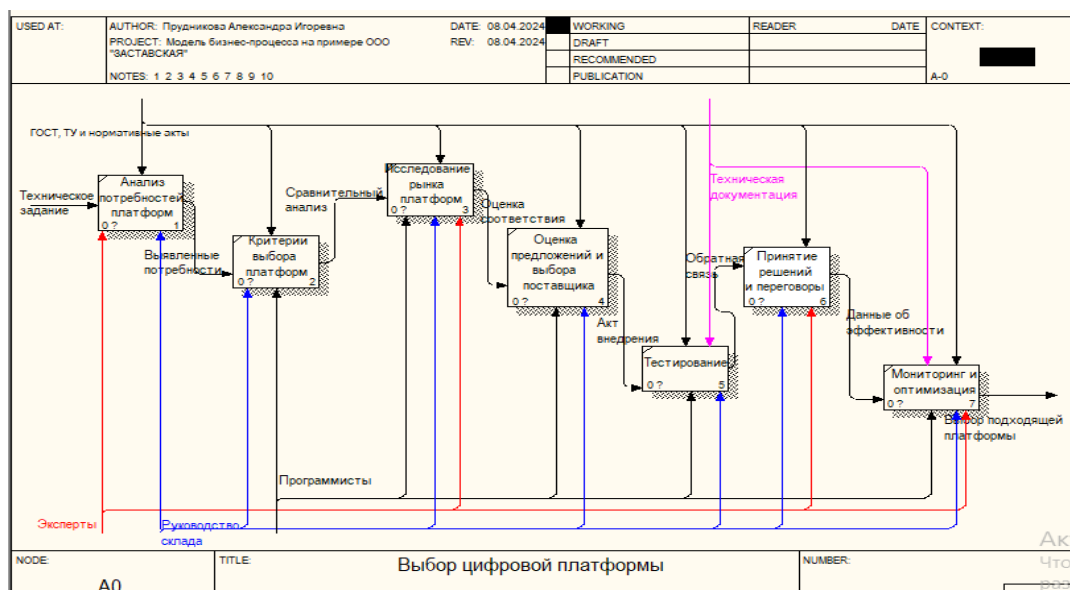 USED AT:
AUTHOR: Прудникова Александра Игоревна
DATE: 08.04.2024
PROJECT: Модель бизнес-процесса на примере ООО
"ЗАСТАВСКАЯ"
REV: 08.04.2024
NOTES: 1 2 3 4 5 6 7 8 9 10
WORKING
DRAFT
RECOMMENDED
PUBLICATION
READER
DATE
CONTEXT:
A-0
ГОСТ, ТУ и нормативные акты
Техническое
задание
Анализ
потребностей
платформ
0 ?
1
Выявленные
потребности
Критерии
выбора
платформ
0 ?
2
Сравнительный
анализ
Исследование
рынка
платформ
0 ?
3
Оценка
соответствия
Оценка
предложений и
выбора
поставщика
0 ?
4
Акт
внедрения
Тестирование
0 ?
5
Техническая
документация
Обратная
связь
Принятие
решений
и переговоры
0 ?
6
Данные об
эффективности
Мониторинг и
оптимизация
0 ?
7
Выбор подходящей
платформы
Программисты
Эксперты
Руководство
склада
NODE:
A0
TITLE:
Выбор цифровой платформы
NUMBER:
Ак
Что
раз